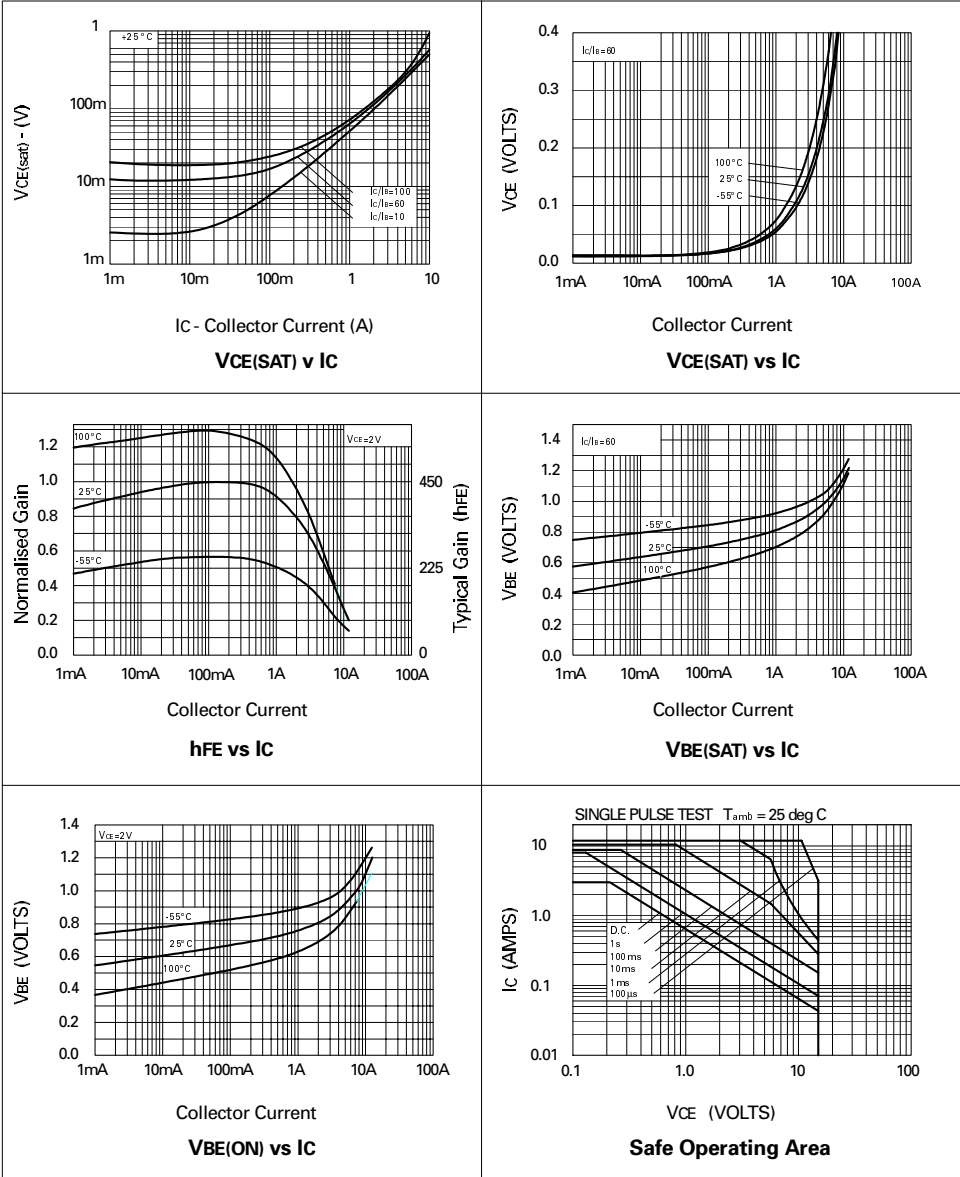 +25°C
1
100m
10m
1m
VCE(sat) - (V)
IC/IB=100
IC/IB=60
IC/IB=10
1m 10m 100m 1 10
IC - Collector Current (A)
VCE(SAT) v IC
IC/IB=60
0.4
0.3
0.2
0.1
0.0
VCE (VOLTS)
100°C
25°C
-55°C
1mA 10mA 100mA 1A 10A 100A
Collector Current
VCE(SAT) vs IC
100°C
VCE=2V
1.2
1.0
0.8
0.6
0.4
0.2
0.0
Normalised Gain
25°C
-55°C
450
225
0
Typical Gain (hFE)
1mA 10mA 100mA 1A 10A 100A
Collector Current
hFE vs IC
IC/IB=60
1.4
1.2
1.0
0.8
0.6
0.4
0.2
0.0
VBE (VOLTS)
-55°C
25°C
100°C
1mA 10mA 100mA 1A 10A 100A
Collector Current
VBE(SAT) vs IC
VCE=2V
1.4
1.2
1.0
0.8
0.6
0.4
0.2
0.0
VBE (VOLTS)
-55°C
25°C
100°C
1mA 10mA 100mA 1A 10A 100A
Collector Current
VBE(ON) vs IC
SINGLE PULSE TEST Tamb = 25 deg C
10
1.0
0.1
0.01
IC (AMPS)
D.C.
1s
100ms
10ms
1ms
100µs
0.1 1.0 10 100
VCE (VOLTS)
Safe Operating Area